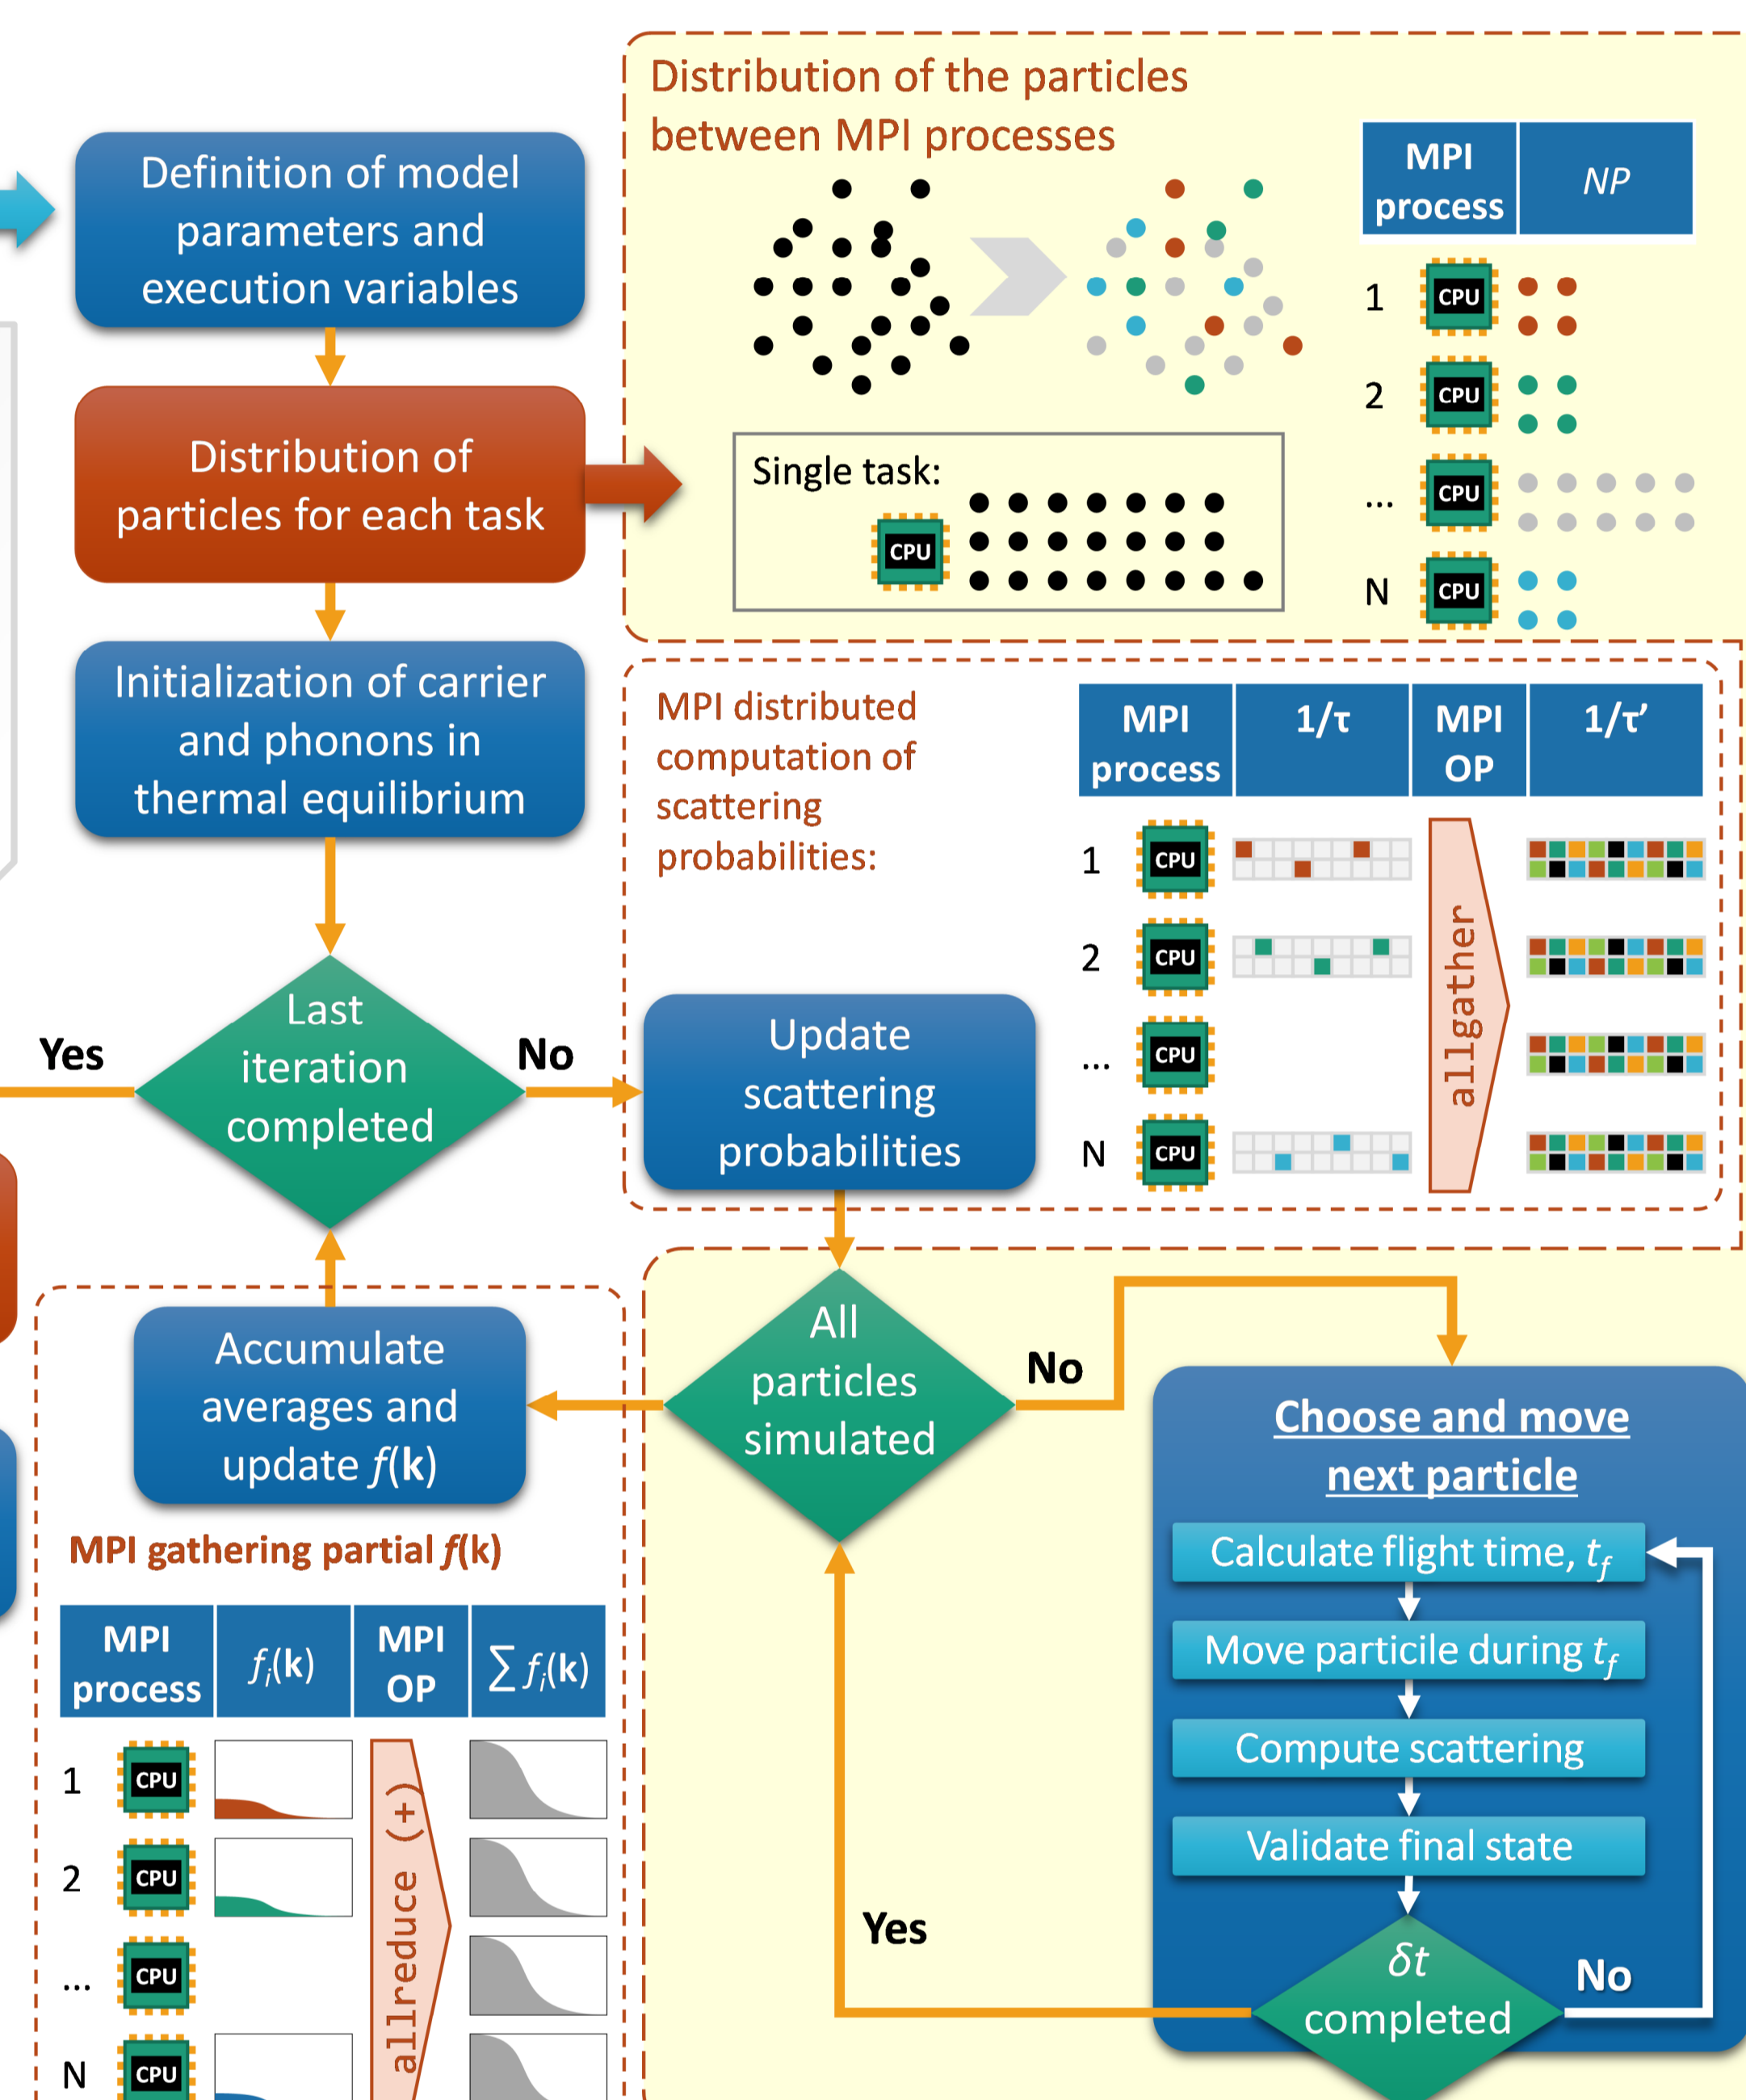 Definition of model
parameters and
execution variables
Distribution of
particles for each task
Initialization of carrier
and phonons in
thermal equilibrium
Last
iteration
completed
Yes
No
Distribution of the particles
between MPI processes
Single task:
CPU
MPI
process
NP
1
CPU
2
CPU
...
CPU
N
CPU
MPI distributed
computation of
scattering
probabilities:
Update
scattering
probabilities
MPI
process
1/τ
MPI
OP
1/τ’
1
CPU
2
CPU
...
CPU
N
CPU
allgather
Accumulate
averages and
update f(k)
MPI gathering partial f(k)
MPI
process
fi(k)
MPI
OP
∑ fi(k)
1
CPU
2
CPU
...
CPU
N
CPU
allreduce (+)
All
particles
simulated
No
Yes
Choose and move
next particle
Calculate flight time, tf
Move particile during tf
Compute scattering
Validate final state
δt
completed
No